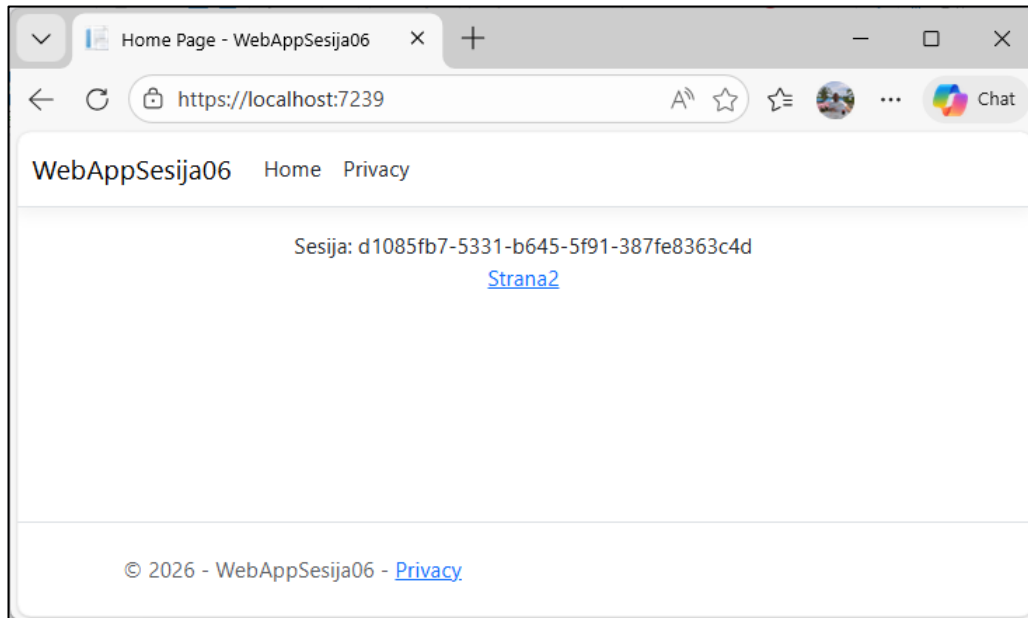 Home Page - WebAppSesija06
https://localhost:7239
Chat
WebAppSesija06 Home Privacy
Sesija: d1085fb7-5331-b645-5f91-387fe8363c4d
Strana2
© 2026 - WebAppSesija06 - Privacy